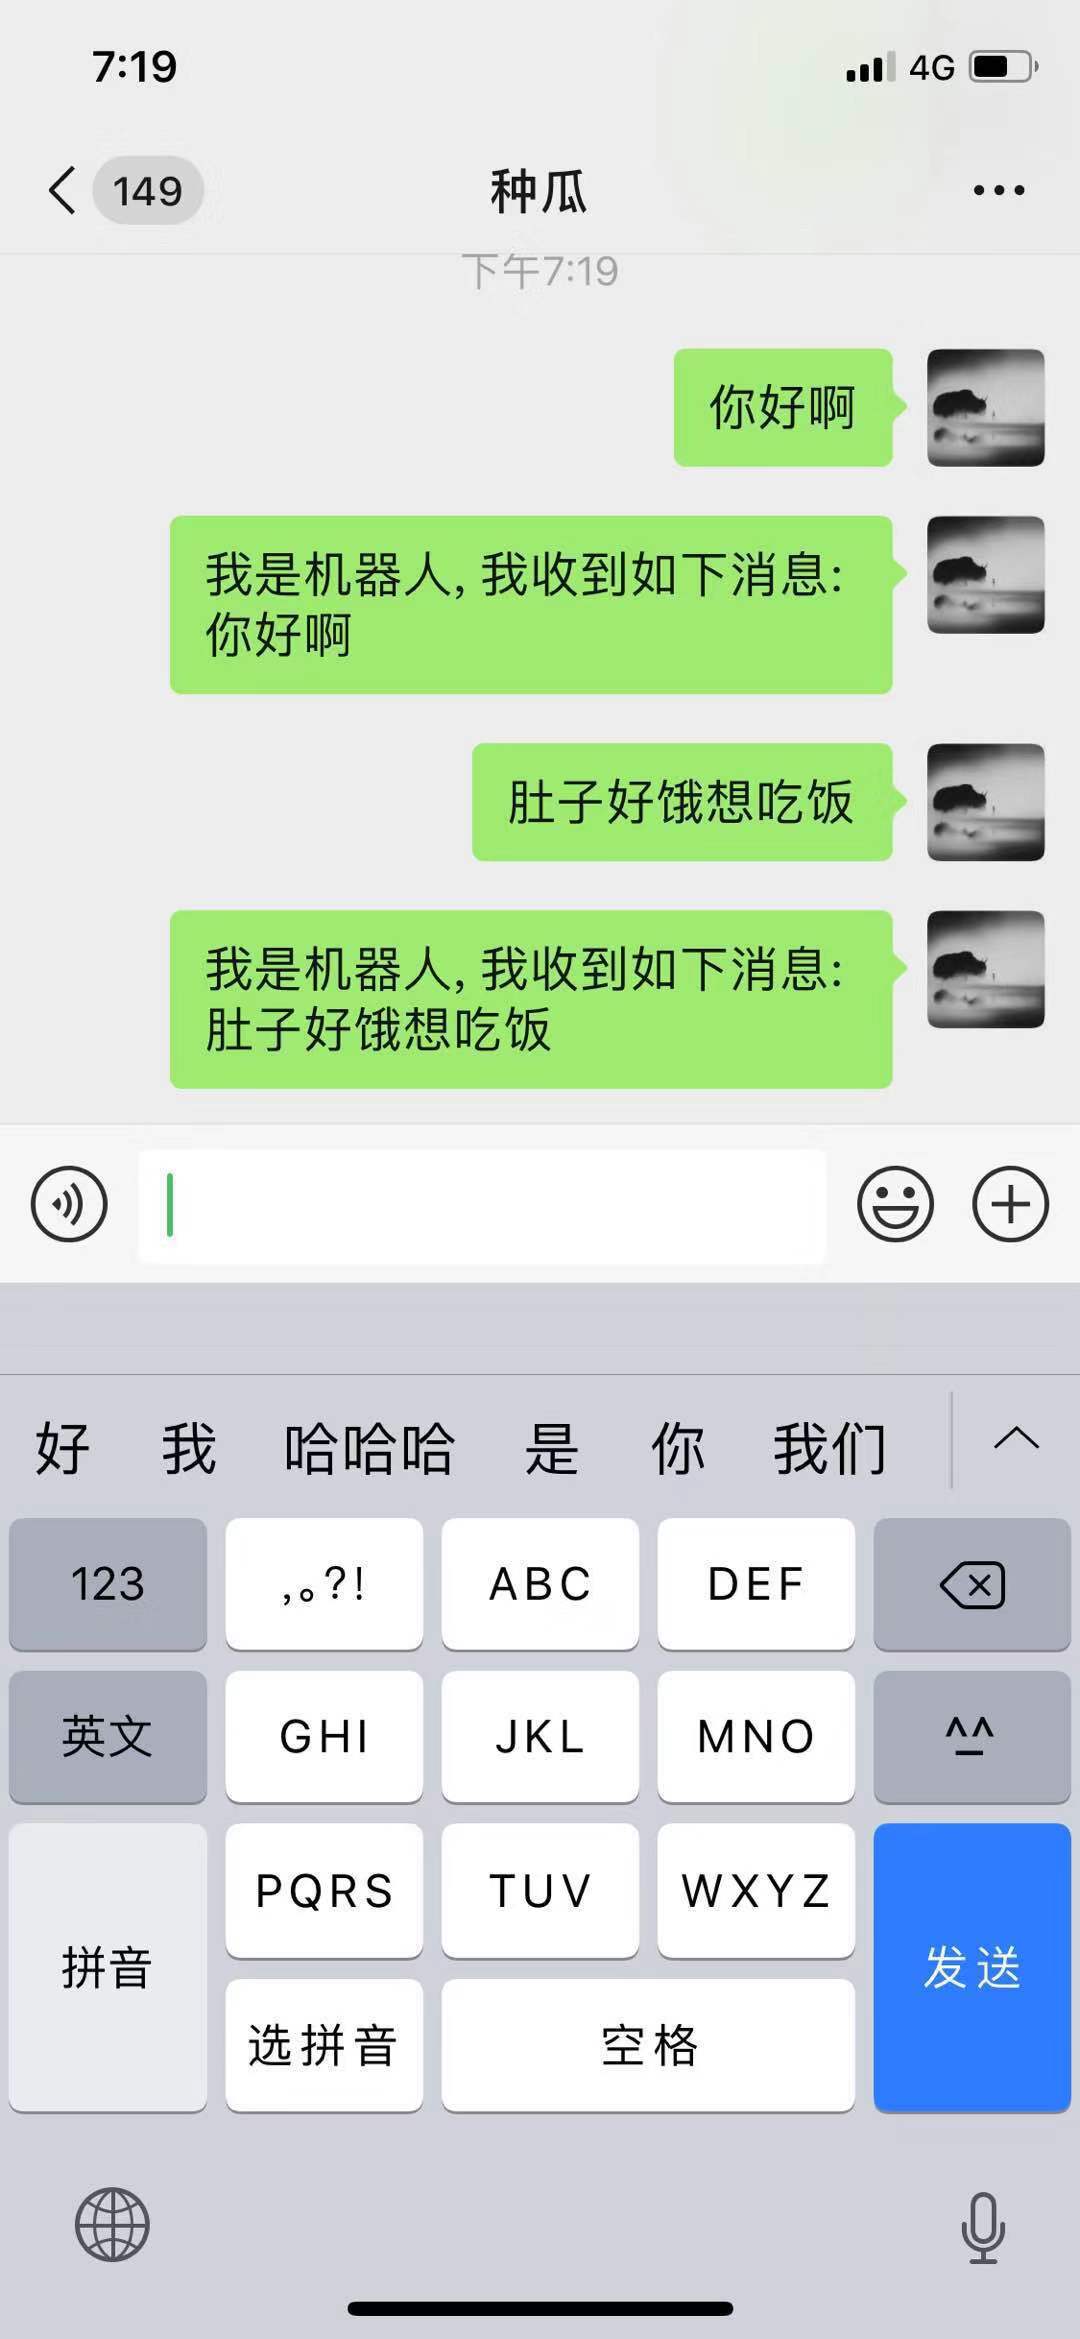 7:19
4G
149
种瓜
下午7:19
你好啊
我是机器人, 我收到如下消息:
你好啊
肚子好饿想吃饭
我是机器人, 我收到如下消息:
肚子好饿想吃饭
好 我 哈哈哈 是 你 我们
123 ,。?! ABC DEF
英文 GHI JKL MNO ^^
拼音 PQRS TUV WXYZ 发送
选拼音 空格